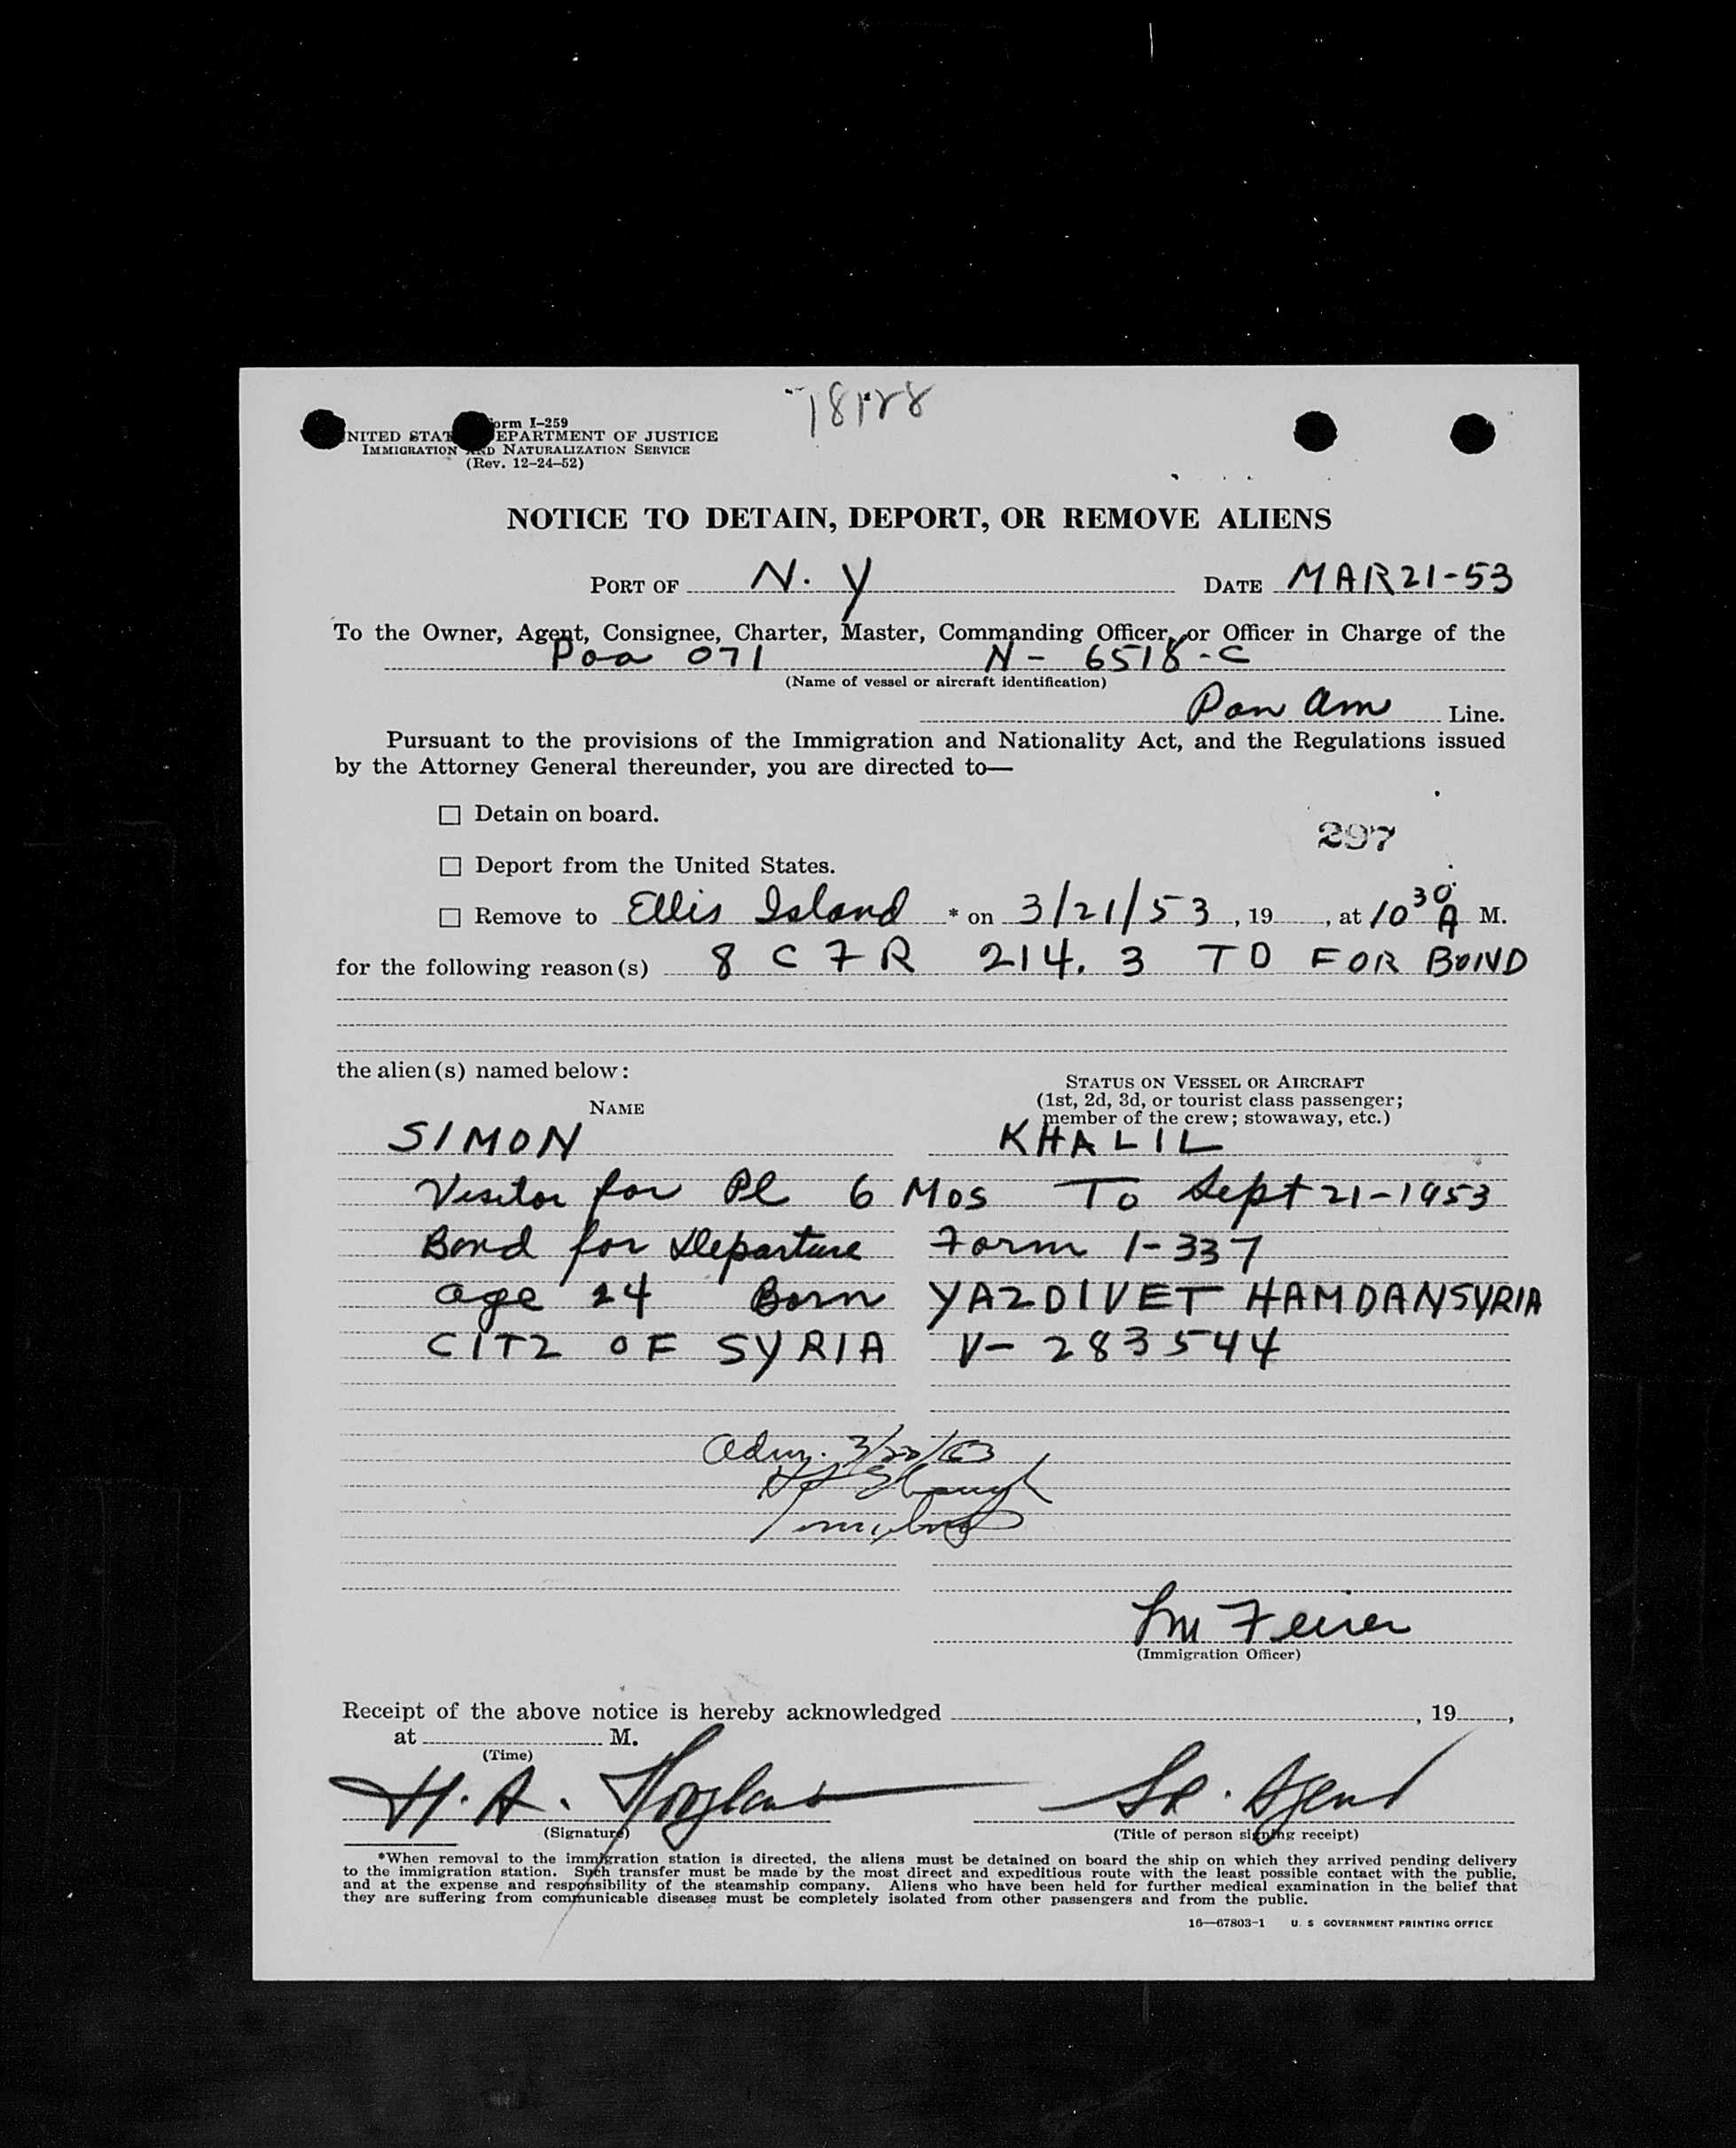 Form I-259
UNITED STATES DEPARTMENT OF JUSTICE
IMMIGRATION AND NATURALIZATION SERVICE
(Rev. 12-24-52)
NOTICE TO DETAIN, DEPORT, OR REMOVE ALIENS
PORT OF N. Y DATE MAR 21-53
To the Owner, Agent, Consignee, Charter, Master, Commanding Officer, or Officer in Charge of the
Paa 071 N- 6518-C
(Name of vessel or aircraft identification)
Pan Am Line.
Pursuant to the provisions of the Immigration and Nationality Act, and the Regulations issued
by the Attorney General thereunder, you are directed to—
☐ Detain on board.
297
☐ Deport from the United States.
☐ Remove to Ellis Island * on 3/21/53, 19, at 10 30 A M.
for the following reason(s) 8 CFR 214.3 TD FOR BOND
the alien(s) named below:
NAME
STATUS ON VESSEL OR AIRCRAFT
(1st, 2d, 3d, or tourist class passenger;
member of the crew; stowaway, etc.)
SIMON KHALIL
Visitor for Pl 6 Mos To Sept 21-1953
Bond for Departure Form I-337
age 24 Born YAZDIVET HAMDAN SYRIA
CITZ OF SYRIA V- 283544
Adm.
(Immigration Officer)
Receipt of the above notice is hereby acknowledged , 19,
at M.
(Time)
H. A. Sr. Agent
(Signature) (Title of person signing receipt)
*When removal to the immigration station is directed, the aliens must be detained on board the ship on which they arrived pending delivery
to the immigration station. Such transfer must be made by the most direct and expeditious route with the least possible contact with the public,
and at the expense and responsibility of the steamship company. Aliens who have been held for further medical examination in the belief that
they are suffering from communicable diseases must be completely isolated from other passengers and from the public.
16—67803-1 U. S GOVERNMENT PRINTING OFFICE